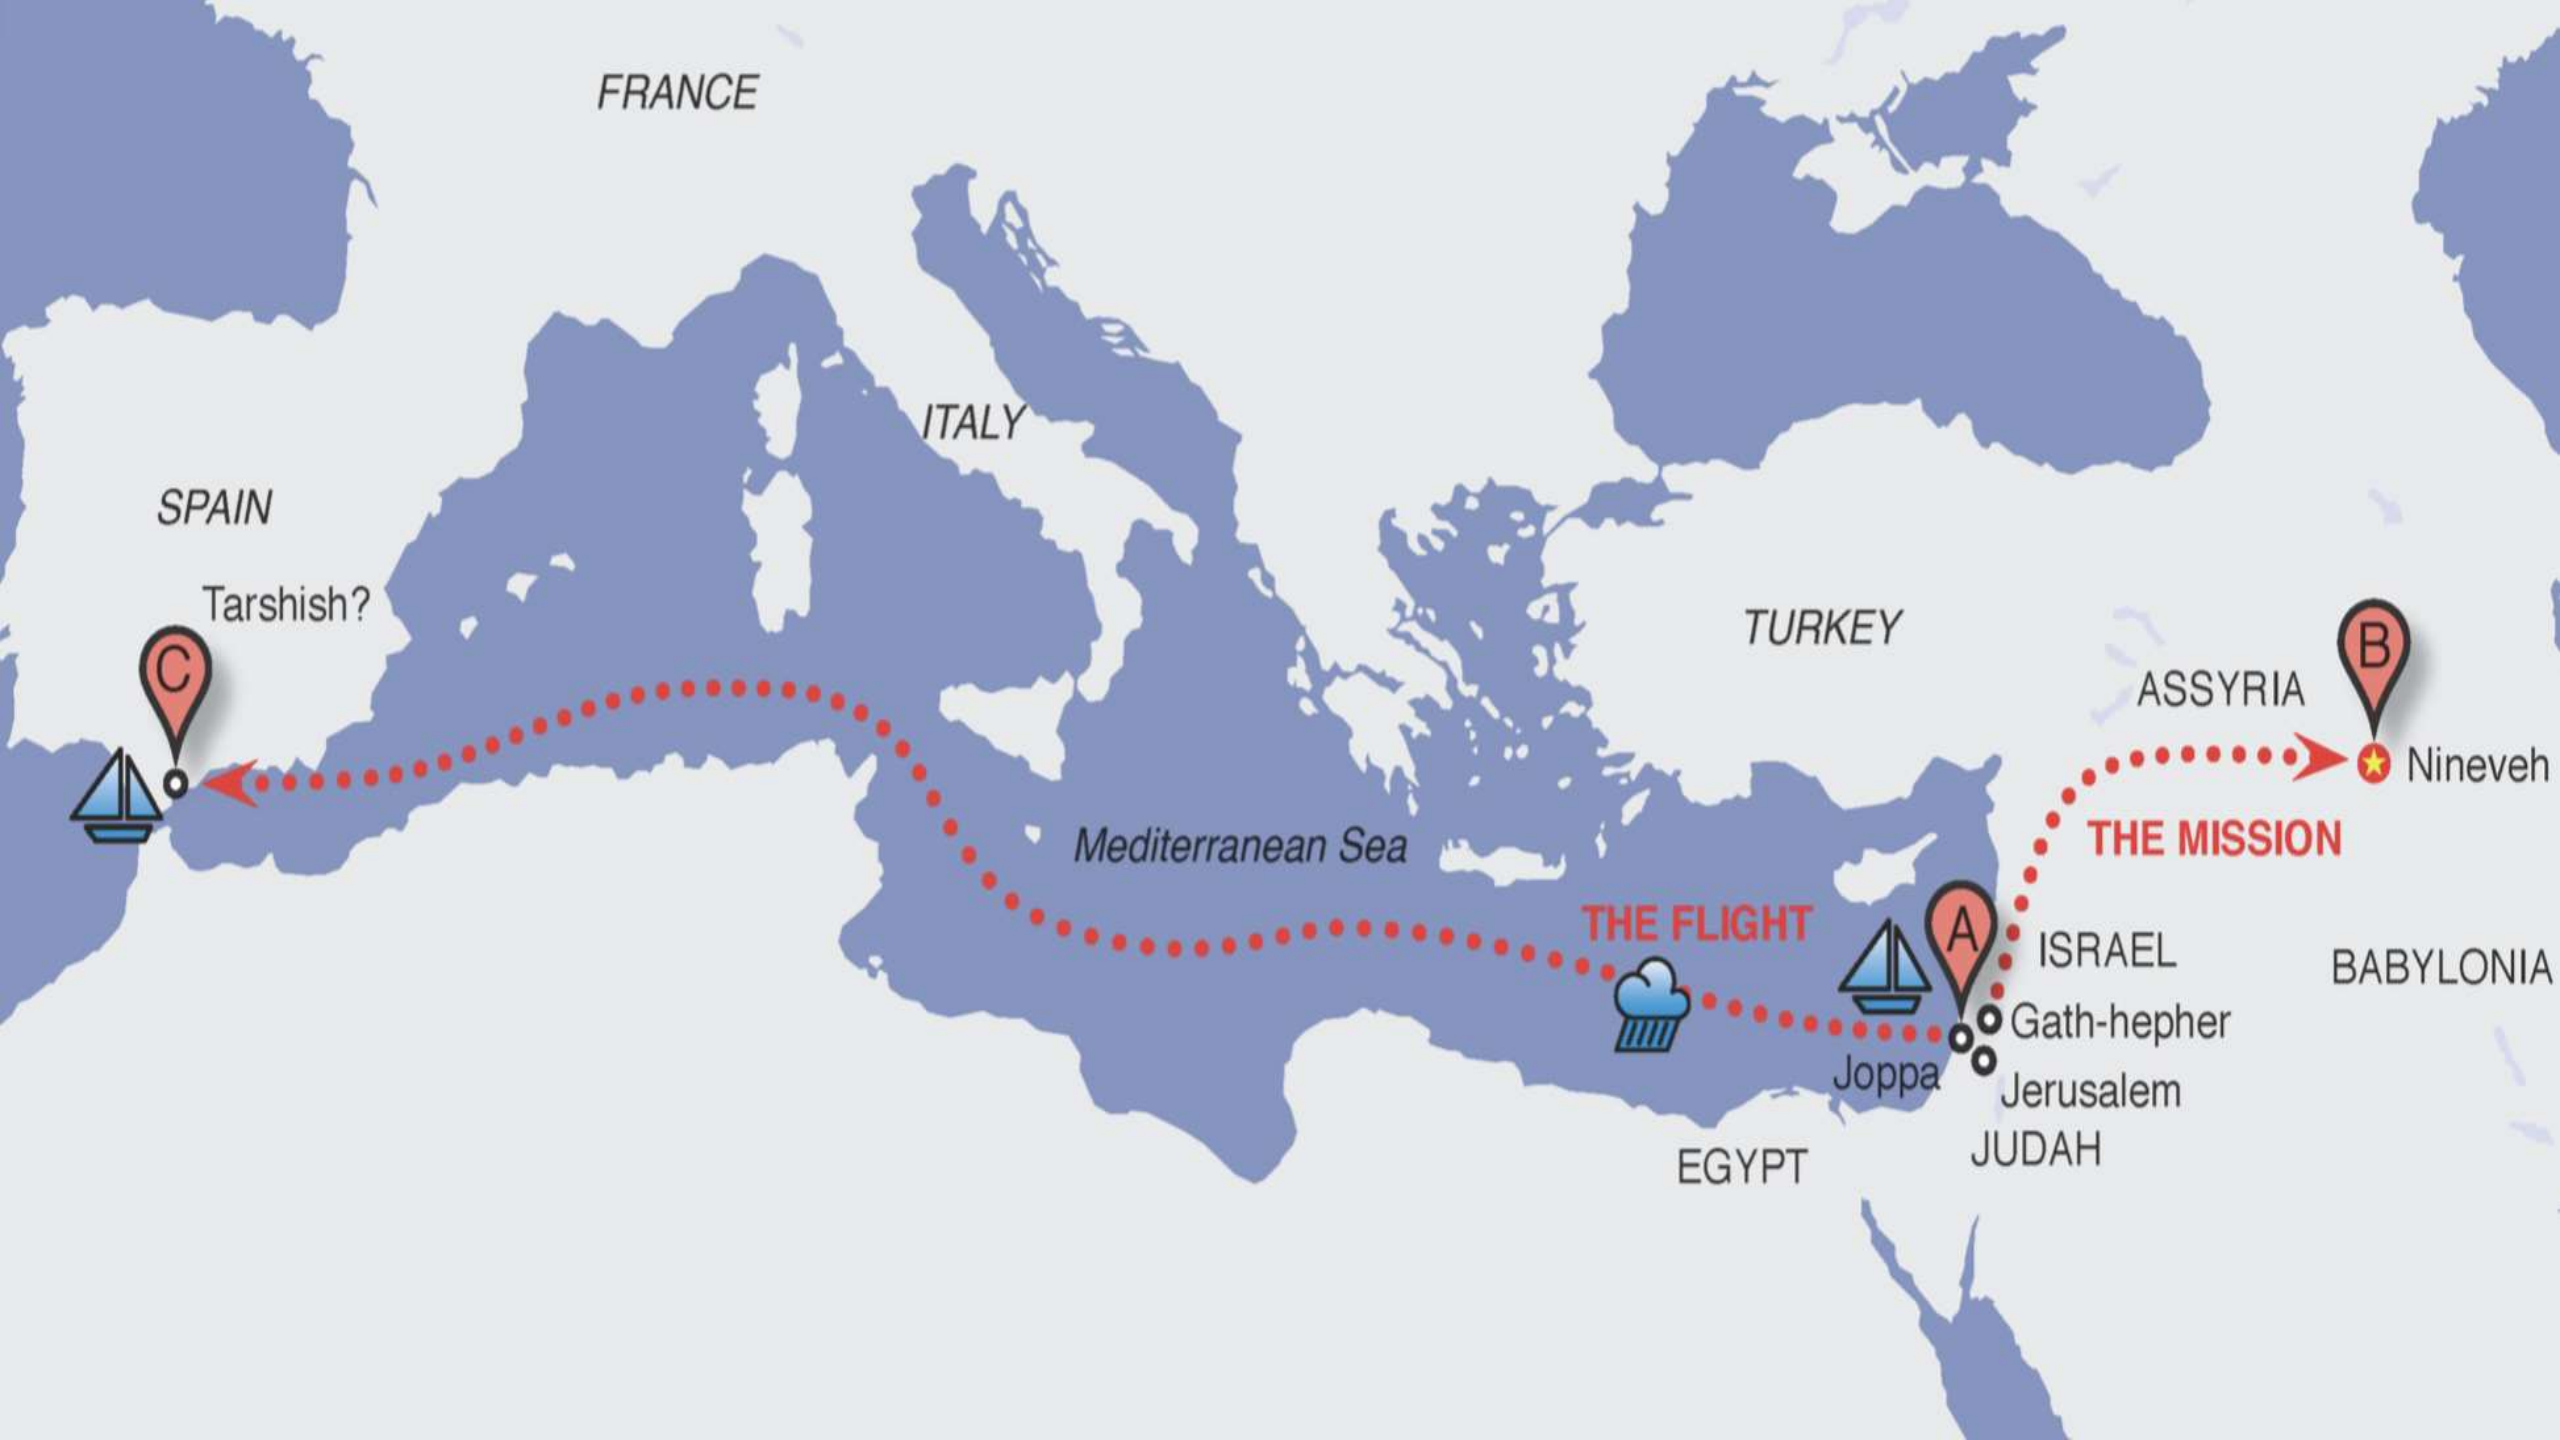 FRANCE
ITALY
SPAIN
Tarshish?
C
TURKEY
B
ASSYRIA
Nineveh
THE MISSION
Mediterranean Sea
THE FLIGHT
A
ISRAEL
BABYLONIA
Gath-hepher
Joppa
Jerusalem
JUDAH
EGYPT